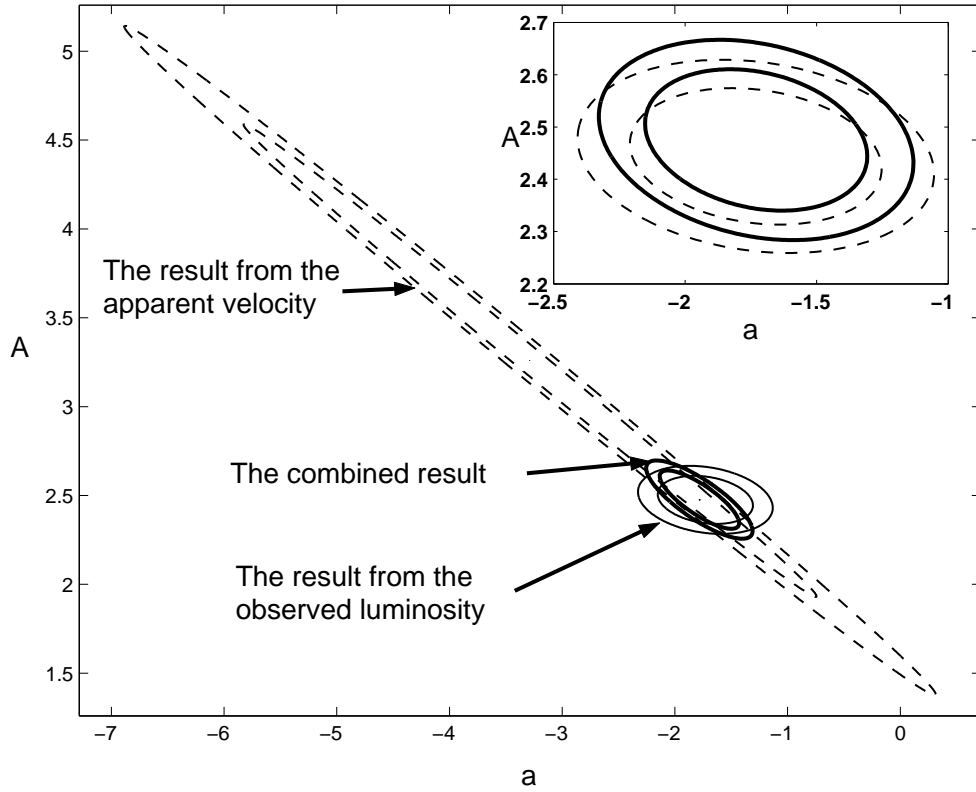 5
4.5
4
3.5
3
2.5
2
1.5
A
The result from the
apparent velocity
The combined result
The result from the
observed luminosity
−7
−6
−5
−4
−3
−2
−1
0
a
2.7
2.6
2.5
2.4
2.3
2.2
A
−2.5
−2
−1.5
−1
a